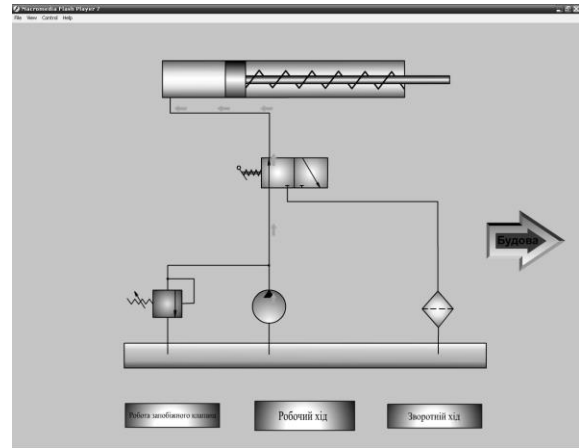 Macromedia Flash Player 7
File View Control Help
Будова
Робота запобіжного клапана
Робочий хід
Зворотній хід